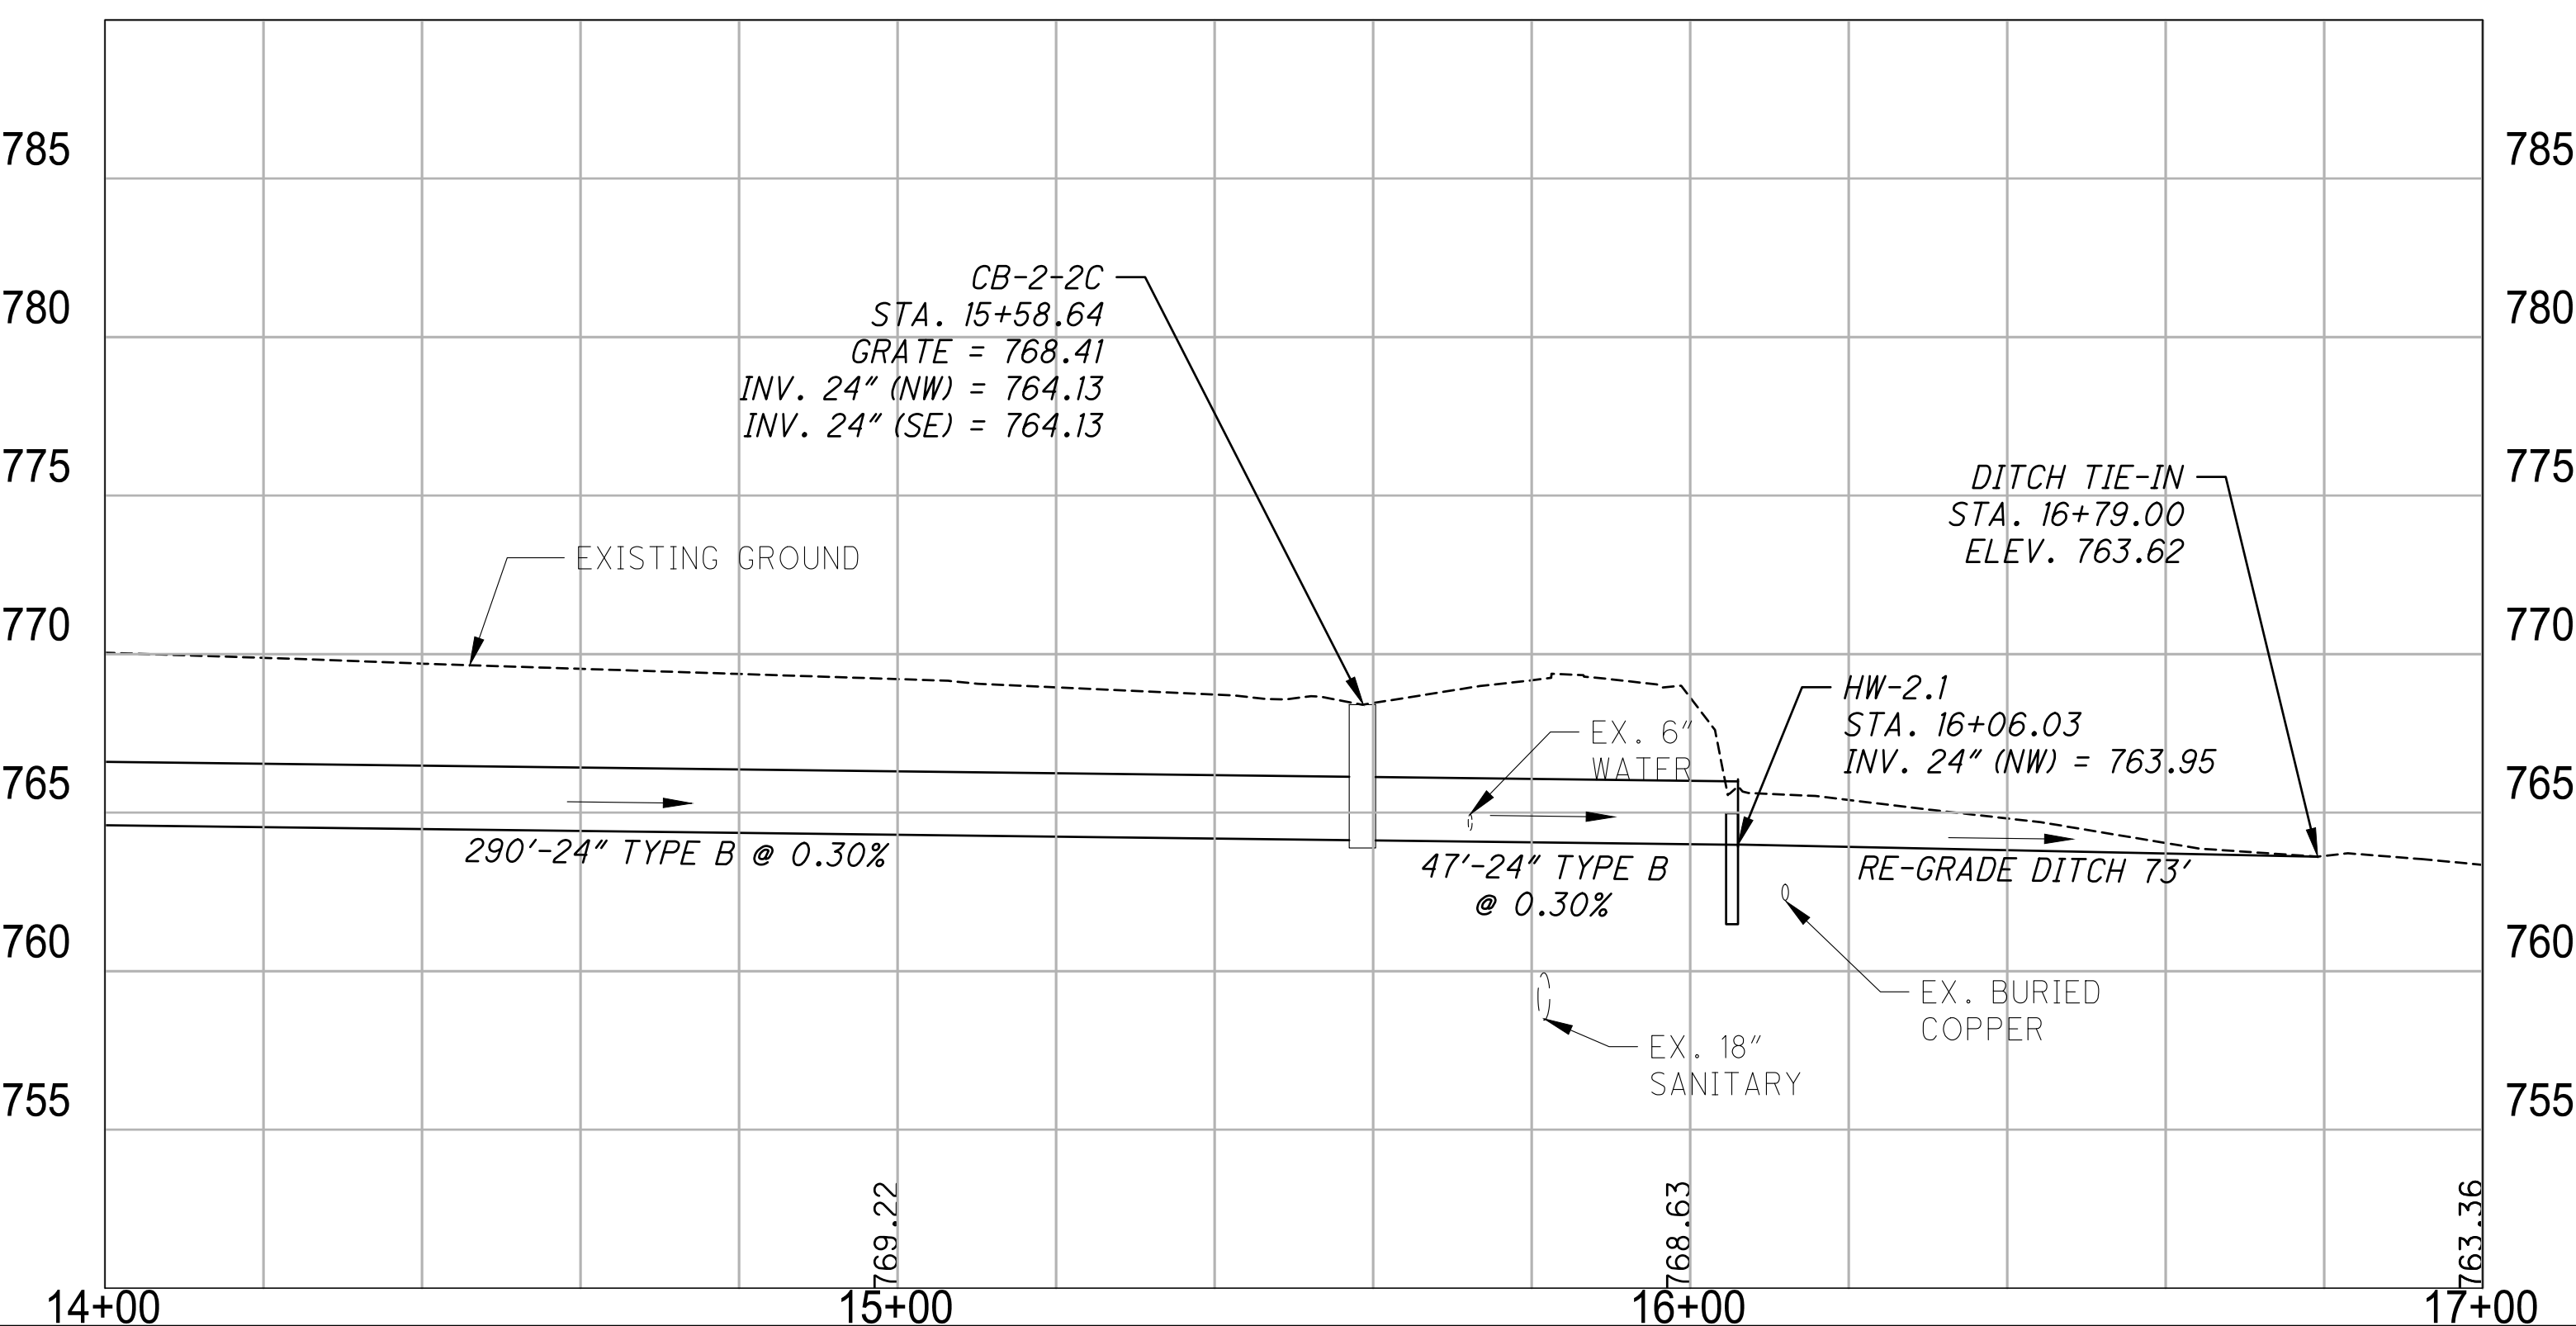 785
785
780
780
775
775
770
770
765
765
760
760
755
755
CB-2-2C
STA. 15+58.64
GRATE = 768.41
INV. 24" (NW) = 764.13
INV. 24" (SE) = 764.13
DITCH TIE-IN
STA. 16+79.00
ELEV. 763.62
EXISTING GROUND
HW-2.1
STA. 16+06.03
INV. 24" (NW) = 763.95
EX. 6"
WATER
290'-24" TYPE B @ 0.30%
47'-24" TYPE B
@ 0.30%
RE-GRADE DITCH 73'
EX. BURIED
COPPER
EX. 18"
SANITARY
769.22
768.63
763.36
14+00
15+00
16+00
17+00